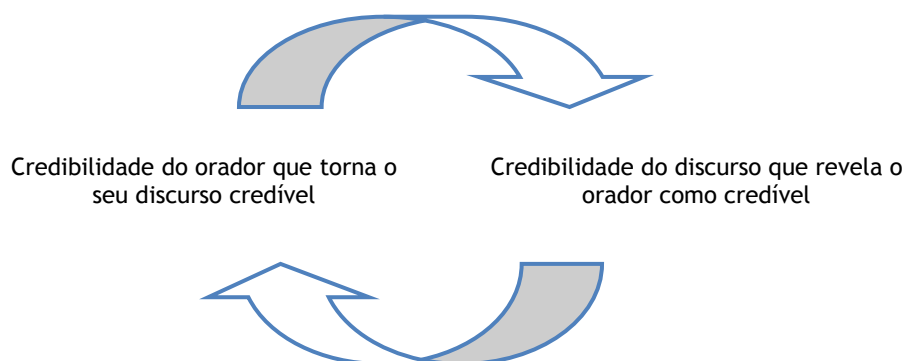 Credibilidade do orador que torna o
seu discurso credível
Credibilidade do discurso que revela o
orador como credível